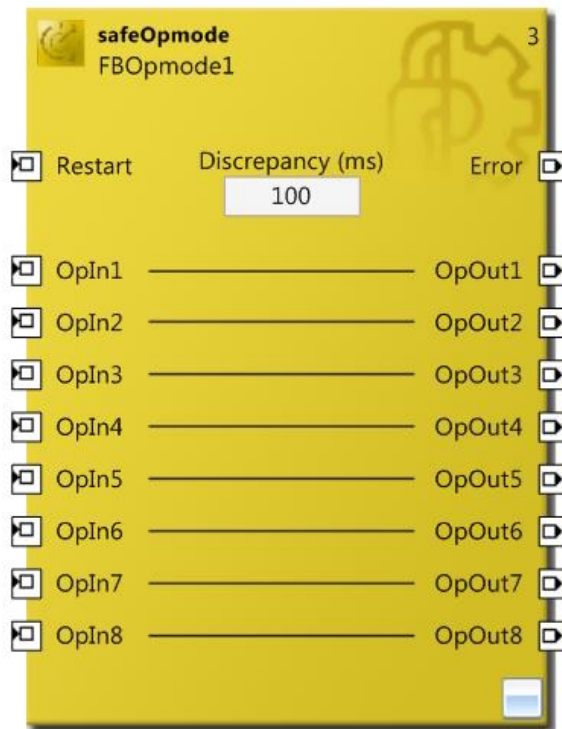 safeOpmode 3
FBOpmode1
Restart Discrepancy (ms) Error
100
OpIn1 OpOut1
OpIn2 OpOut2
OpIn3 OpOut3
OpIn4 OpOut4
OpIn5 OpOut5
OpIn6 OpOut6
OpIn7 OpOut7
OpIn8 OpOut8